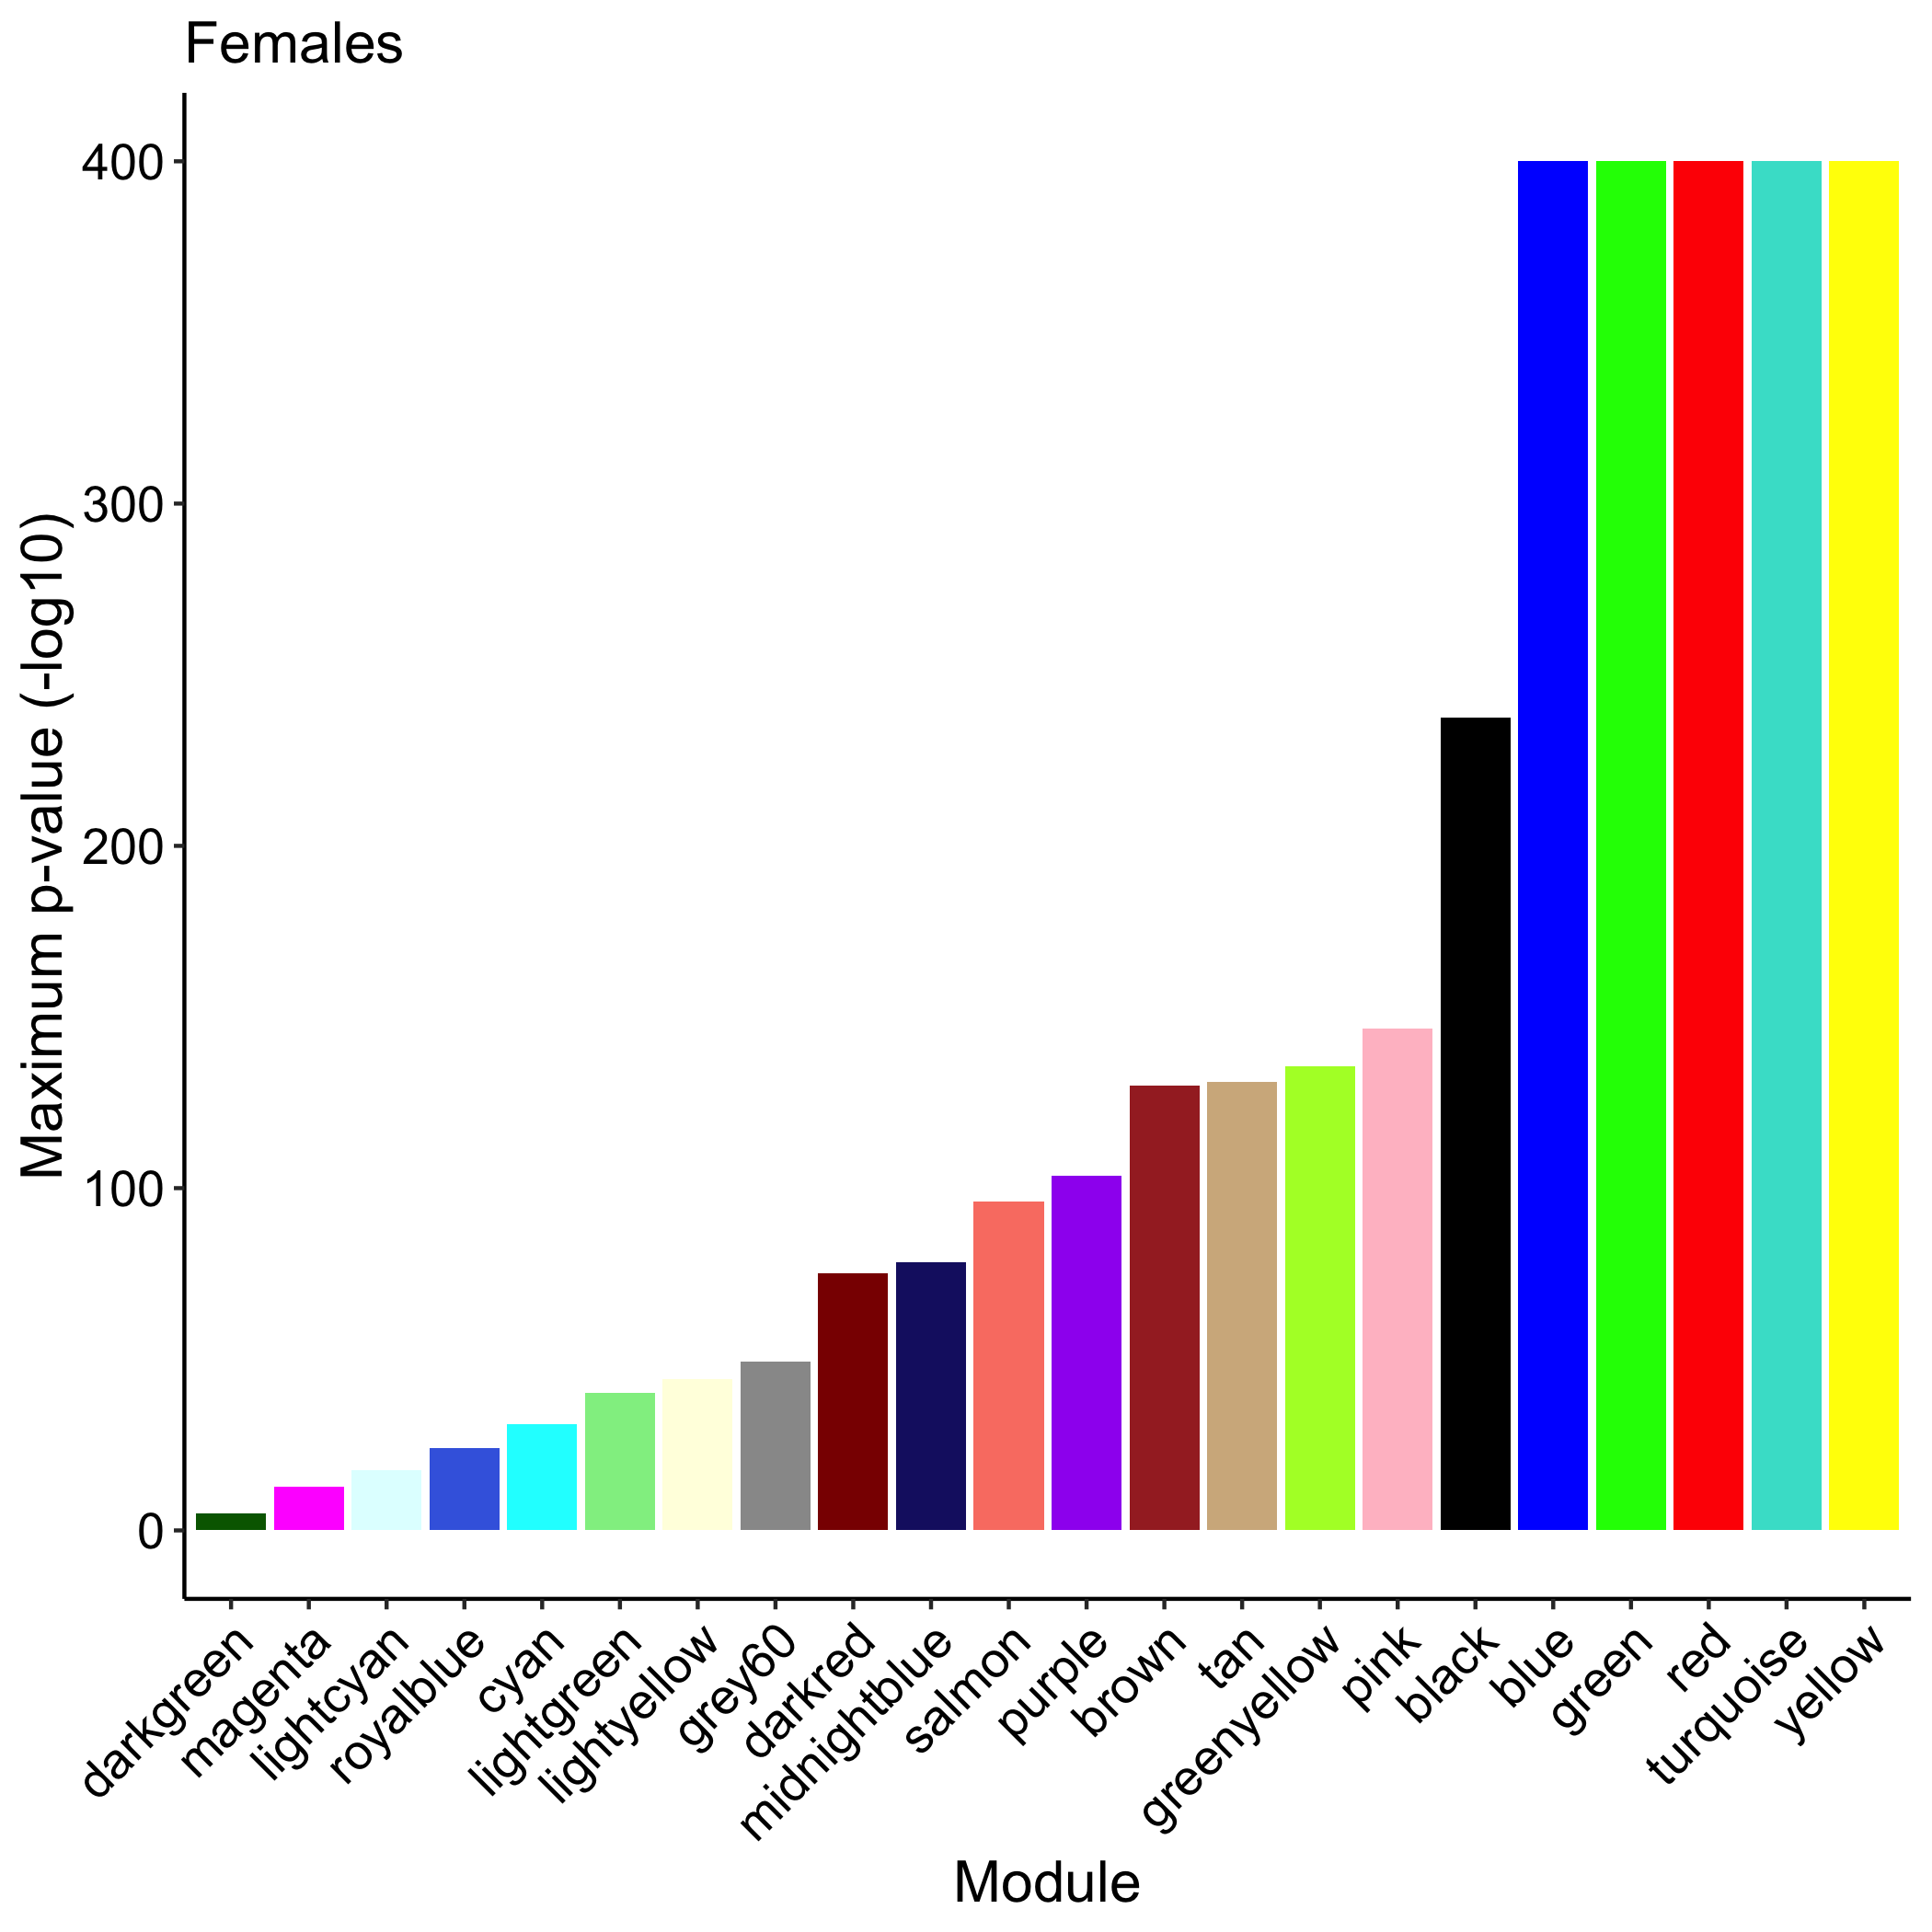 Females
Maximum p-value (-log10)
400
300
200
100
0
darkgreen
magenta
lightcyan
royalblue
cyan
lightgreen
lightyellow
grey60
darkred
midnightblue
salmon
purple
brown
tan
greenyellow
pink
black
blue
green
red
turquoise
yellow
Module